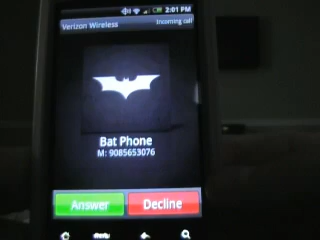 2:01 PM
Verizon Wireless Incoming call
Bat Phone
M: 9085653076
Answer Decline